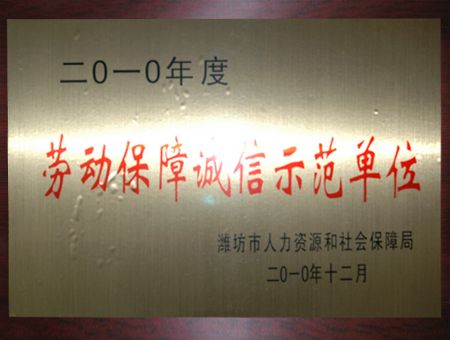 二0一0年度
劳动保障诚信示范单位
潍坊市人力资源和社会保障局
二0一0年十二月